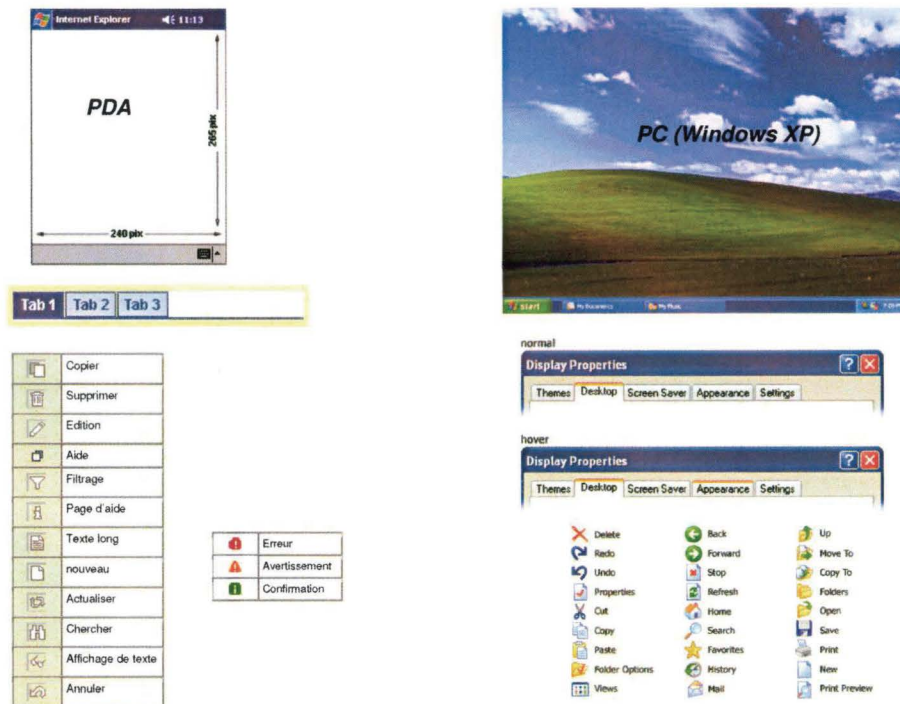 Internet Explorer 11:13
PDA
265 pix
240 pix
Tab 1 Tab 2 Tab 3
Copier
Supprimer
Edition
Aide
Filtrage
Page d'aide
Texte long
nouveau
Actualiser
Chercher
Affichage de texte
Annuler
Erreur
Avertissement
Confirmation
PC (Windows XP)
start My Documents My Music
normal
Display Properties
Themes Desktop Screen Saver Appearance Settings
hover
Display Properties
Themes Desktop Screen Saver Appearance Settings
Delete Back Up
Redo Forward Move To
Undo Stop Copy To
Properties Refresh Folders
Cut Home Open
Copy Search Save
Paste Favorites Print
Folder Options History New
Views Mail Print Preview